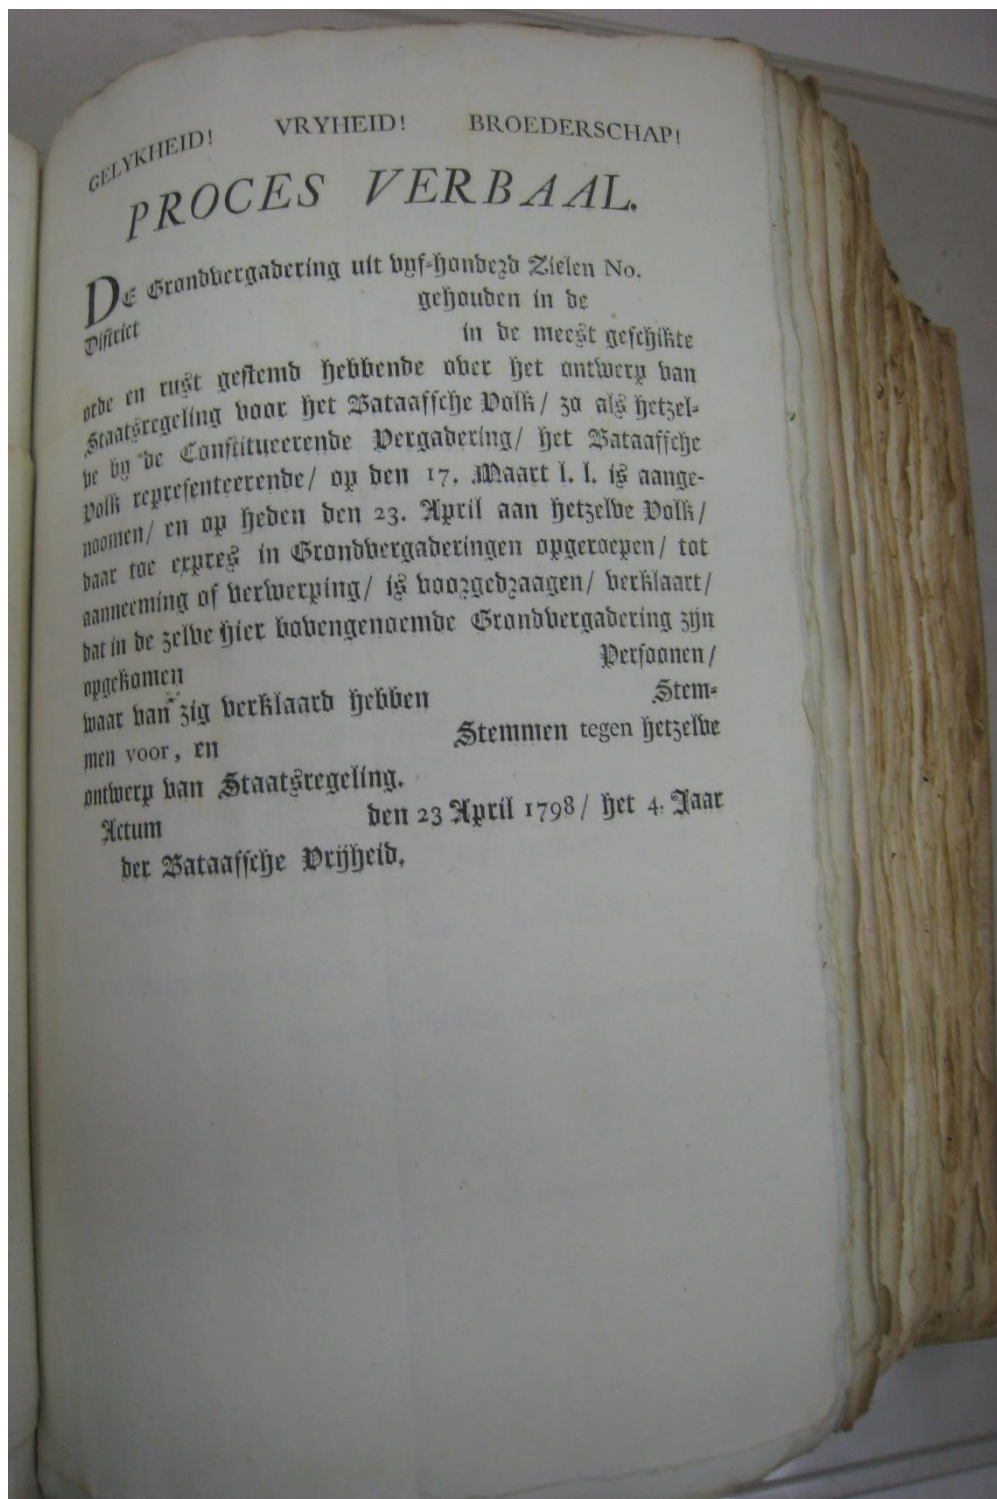 GELYKHEID! VRYHEID! BROEDERSCHAP!
PROCES VERBAAL.
DE Grondvergadering uit vyf-honderd Zielen No.
gehouden in de
District in de meest geschikte
orde en rust gestemd hebbende over het ontwerp van
Staatsregeling voor het Bataafsche Volk/ zo als hetzel-
ve by de Constitueerende Vergadering/ het Bataafsche
Volk representeerende/ op den 17. Maart l. l. is aange-
noomen/ en op heden den 23. April aan hetzelve Volk/
daar toe expres in Grondvergaderingen opgeroepen/ tot
aanneeming of verwerping/ is voorgedraagen/ verklaart/
dat in de zelve hier bovengenoemde Grondvergadering zijn
opgekomen Persoonen/
waar van zig verklaard hebben Stem-
men voor, en Stemmen tegen hetzelve
ontwerp van Staatsregeling.
Actum den 23 April 1798/ het 4. Jaar
der Bataafsche Vrijheid,